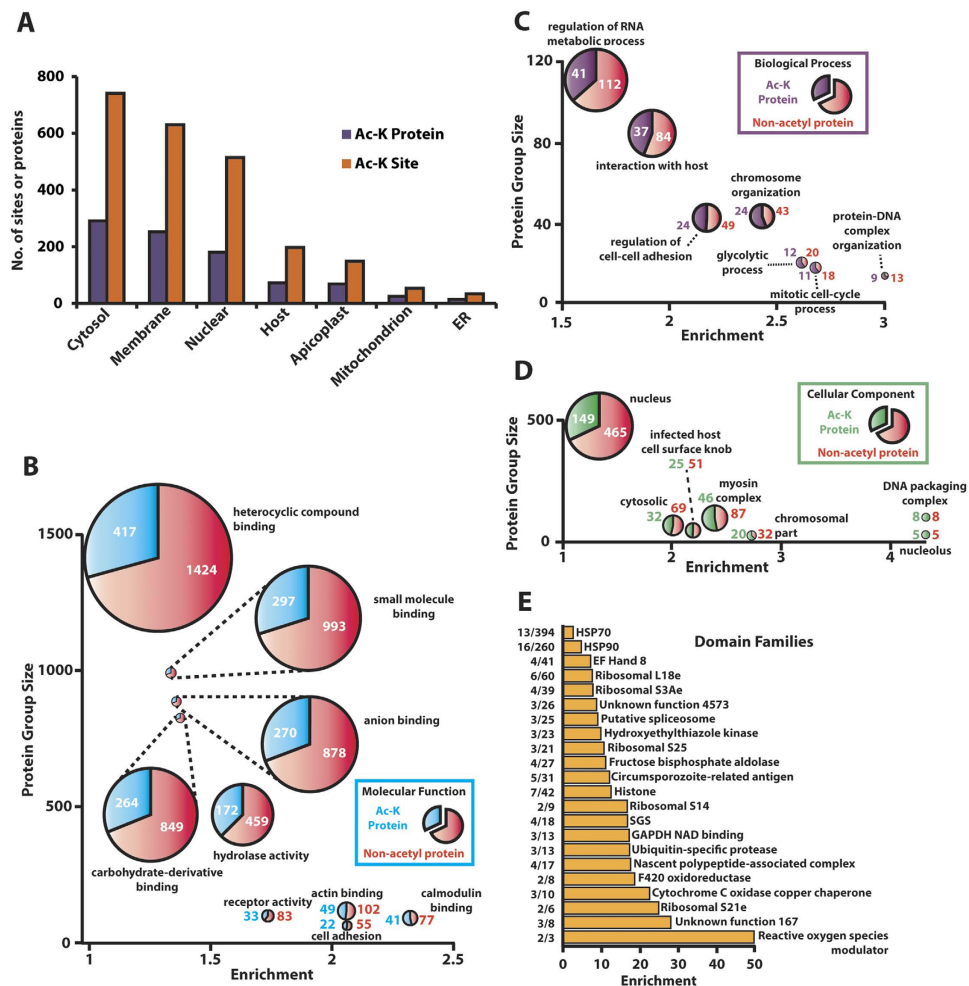 A
No. of sites or proteins
800
600
400
200
0
Ac-K Protein
Ac-K Site
Cytosol
Membrane
Nuclear
Host
Apicoplast
Mitochondrion
ER
B
Protein Group Size
1500
1000
500
0
1
1.5
2
2.5
Enrichment
417
1424
heterocyclic compound
binding
297
993
small molecule
binding
270
878
anion binding
264
849
carbohydrate-derivative
binding
172
459
hydrolase activity
Molecular Function
Ac-K
Protein
Non-acetyl protein
receptor activity
33
83
actin binding
49
102
22
55
cell adhesion
calmodulin
binding
41
77
C
regulation of RNA
metabolic process
Protein Group Size
120
80
40
0
1.5
2
2.5
3
Enrichment
41
112
37
84
interaction with host
Biological Process
Ac-K
Protein
Non-acetyl protein
24
49
regulation of
cell-cell adhesion
chromosome
organization
24
43
glycolytic
process
12
20
11
18
mitotic cell-cycle
process
protein-DNA
complex
organization
9
13
D
Protein Group Size
500
0
1
2
3
4
Enrichment
149
465
nucleus
infected host
cell surface knob
25
51
cytosolic
32
69
myosin
complex
46
87
20
32
chromosomal
part
Cellular Component
Ac-K
Protein
Non-acetyl protein
DNA packaging
complex
8
8
5
5
nucleolus
E
Domain Families
13/394 HSP70
16/260 HSP90
4/41 EF Hand 8
6/60 Ribosomal L18e
4/39 Ribosomal S3Ae
3/26 Unknown function 4573
3/25 Putative spliceosome
3/23 Hydroxyethylthiazole kinase
3/21 Ribosomal S25
4/27 Fructose bisphosphate aldolase
5/31 Circumsporozoite-related antigen
7/42 Histone
2/9 Ribosomal S14
4/18 SGS
3/13 GAPDH NAD binding
3/13 Ubiquitin-specific protease
4/17 Nascent polypeptide-associated complex
2/8 F420 oxidoreductase
3/10 Cytochrome C oxidase copper chaperone
2/6 Ribosomal S21e
3/8 Unknown function 167
2/3 Reactive oxygen species
modulator
0
10
20
30
40
50
Enrichment